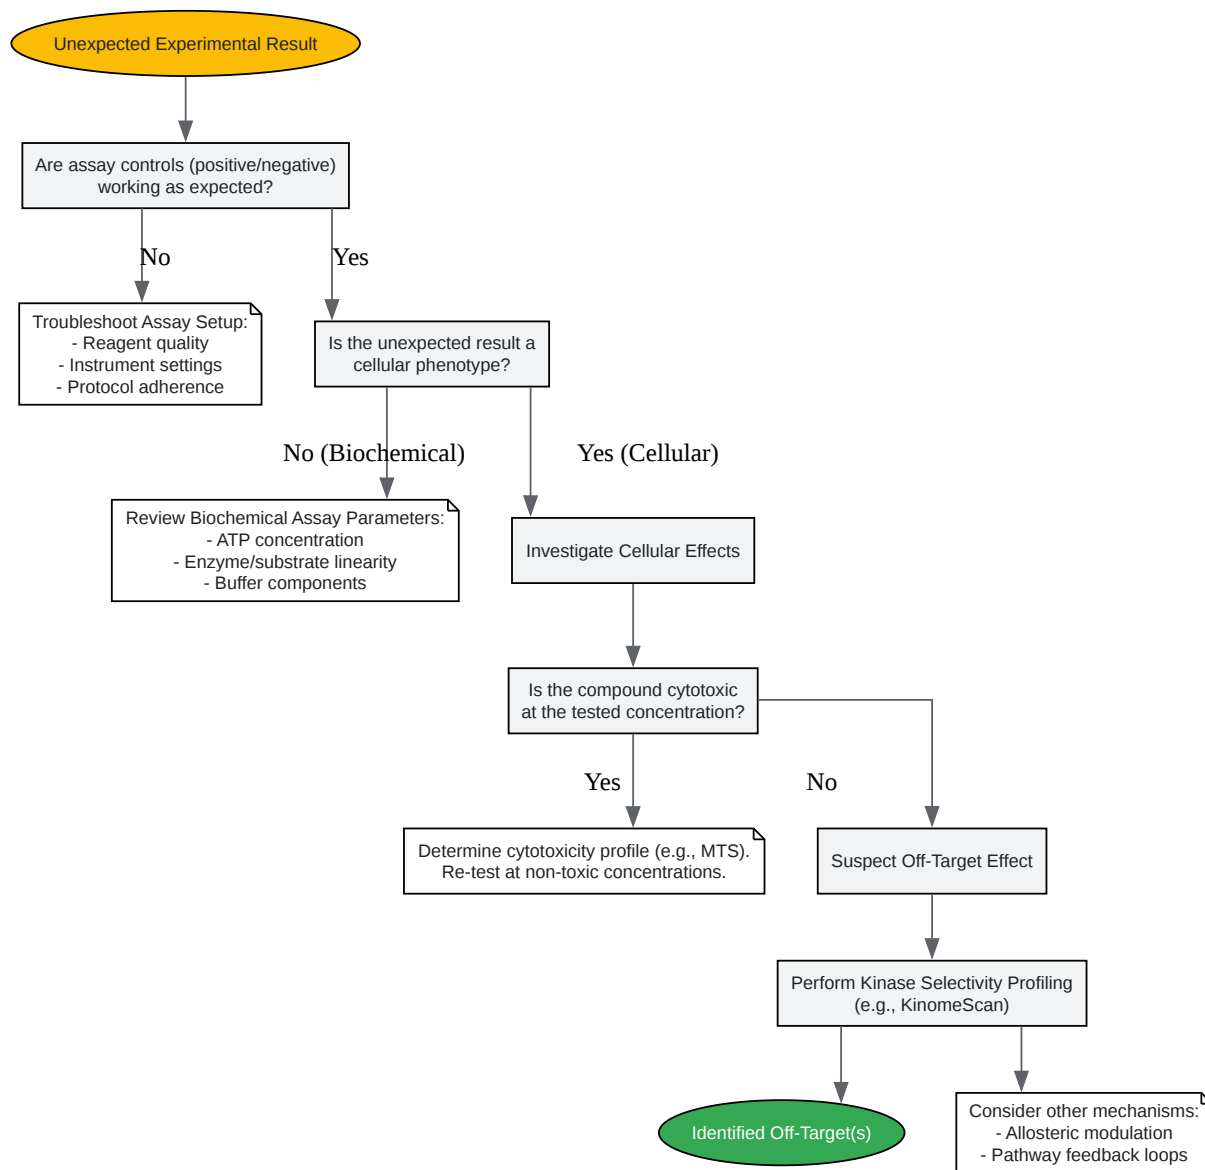 Unexpected Experimental Result
Are assay controls (positive/negative)
working as expected?
No
Yes
Troubleshoot Assay Setup:
- Reagent quality
- Instrument settings
- Protocol adherence
Is the unexpected result a
cellular phenotype?
No (Biochemical)
Yes (Cellular)
Review Biochemical Assay Parameters:
- ATP concentration
- Enzyme/substrate linearity
- Buffer components
Investigate Cellular Effects
Is the compound cytotoxic
at the tested concentration?
Yes
No
Determine cytotoxicity profile (e.g., MTS).
Re-test at non-toxic concentrations.
Suspect Off-Target Effect
Perform Kinase Selectivity Profiling
(e.g., KinomeScan)
Identified Off-Target(s)
Consider other mechanisms:
- Allosteric modulation
- Pathway feedback loops